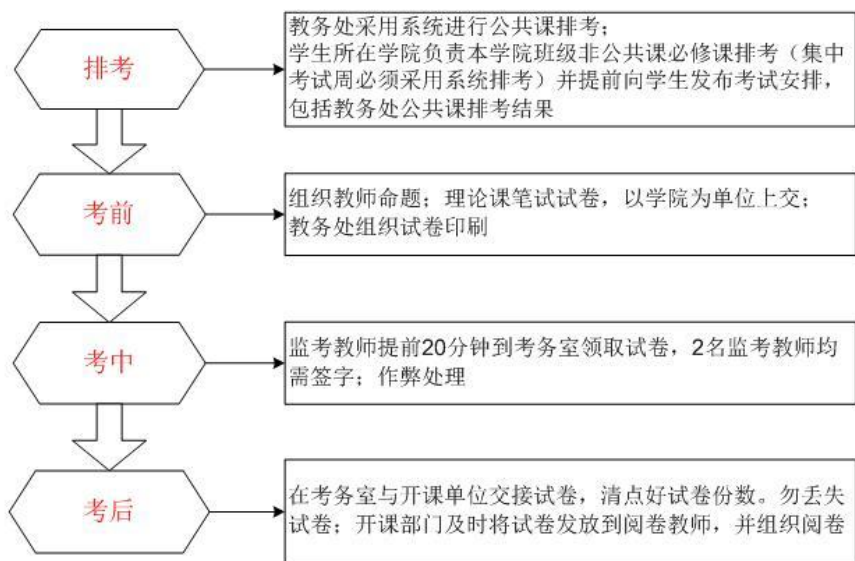 排考
教务处采用系统进行公共课排考；
学生所在学院负责本学院班级非公共课必修课排考（集中
考试周必须采用系统排考）并提前向学生发布考试安排，
包括教务处公共课排考结果
考前
组织教师命题；理论课笔试试卷，以学院为单位上交；
教务处组织试卷印刷
考中
监考教师提前20分钟到考务室领取试卷，2名监考教师均
需签字；作弊处理
考后
在考务室与开课单位交接试卷，清点好试卷份数。勿丢失
试卷；开课部门及时将试卷发放到阅卷教师，并组织阅卷